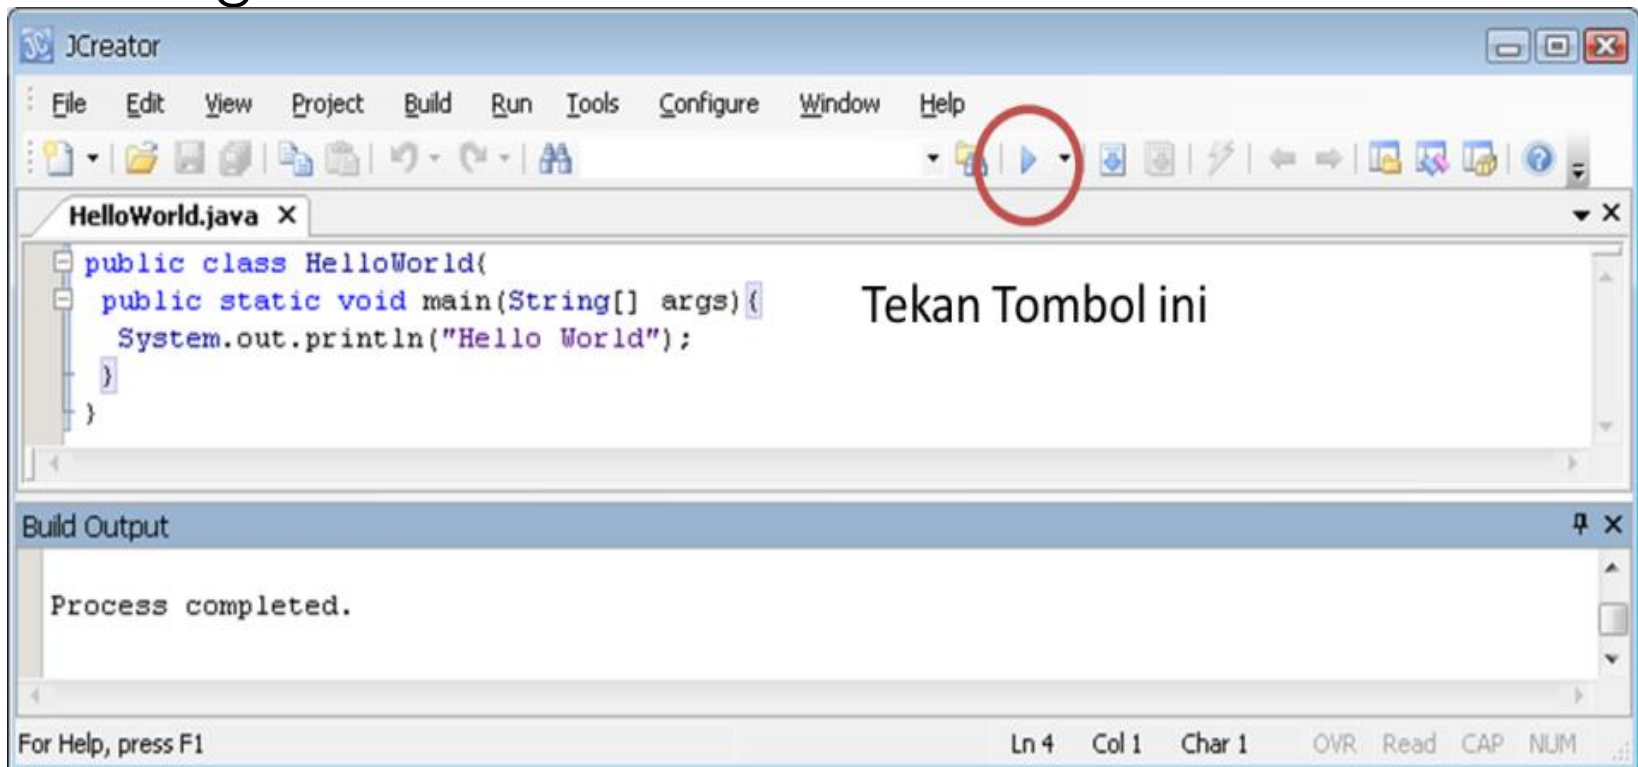 JCreator
File Edit View Project Build Run Tools Configure Window Help
HelloWorld.java
public class HelloWorld{
public static void main(String[] args){
System.out.println("Hello World");
}
}
Tekan Tombol ini
Build Output
Process completed.
For Help, press F1 Ln 4 Col 1 Char 1 OVR Read CAP NUM